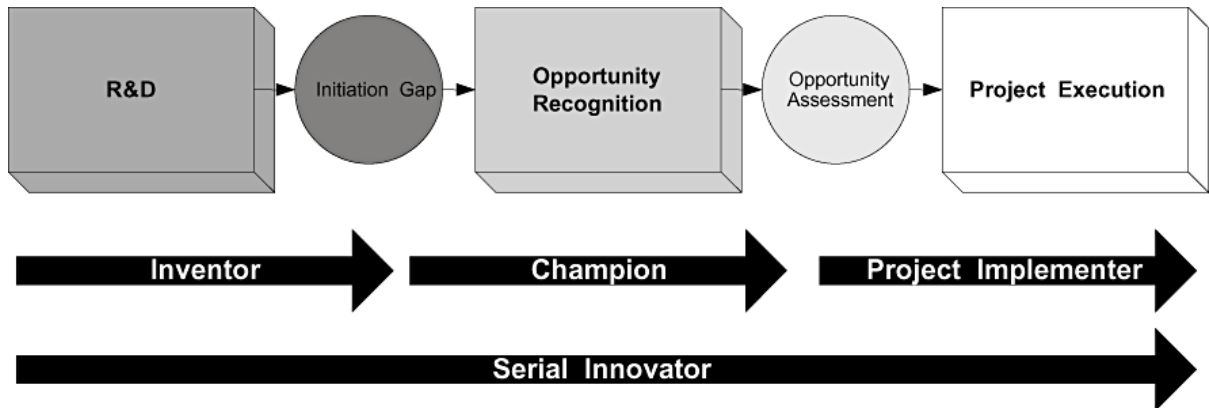 R&D
Initiation Gap
Opportunity
Recognition
Opportunity
Assessment
Project Execution
Inventor
Champion
Project Implementer
Serial Innovator